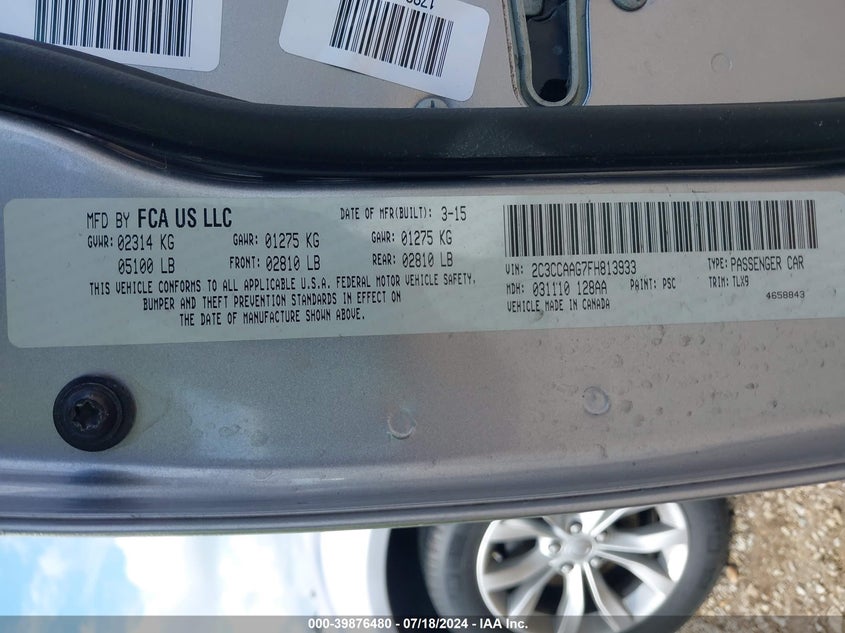 MFD BY FCA US LLC DATE OF MFR(BUILT): 3-15
GVWR: 02314 KG GAWR: 01275 KG GAWR: 01275 KG
05100 LB FRONT: 02810 LB REAR: 02810 LB
THIS VEHICLE CONFORMS TO ALL APPLICABLE U.S.A. FEDERAL MOTOR VEHICLE SAFETY,
BUMPER AND THEFT PREVENTION STANDARDS IN EFFECT ON
THE DATE OF MANUFACTURE SHOWN ABOVE.
VIN: 2C3CCAAG7FH813933 TYPE: PASSENGER CAR
MDH: 031110 128AA PAINT: PSC TRIM: TLX9
VEHICLE MADE IN CANADA 4658843
000-39876480 - 07/18/2024 - IAA Inc.